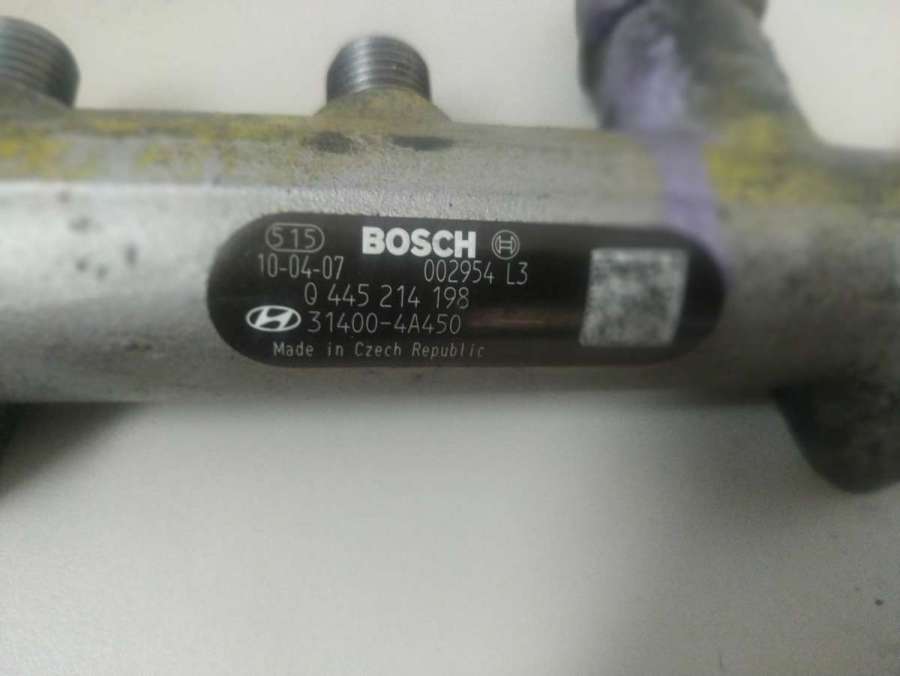 515 BOSCH
10-04-07 002954 L3
0 445 214 198
31400-4A450
Made in Czech Republic